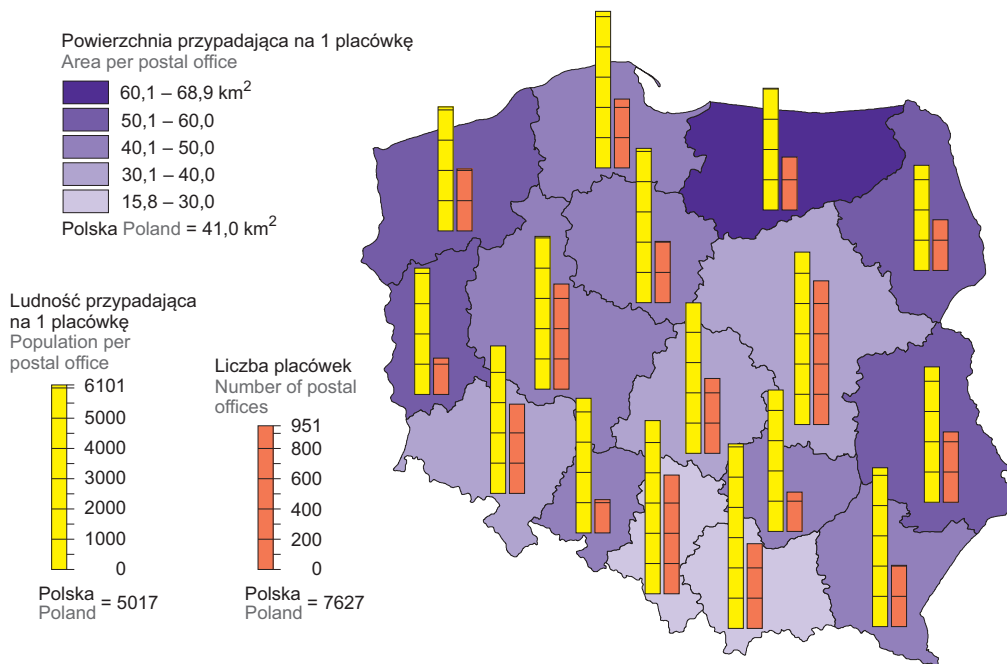 Powierzchnia przypadająca na 1 placówkę
Area per postal office
60,1 – 68,9 km²
50,1 – 60,0
40,1 – 50,0
30,1 – 40,0
15,8 – 30,0
Polska Poland = 41,0 km²
Ludność przypadająca
na 1 placówkę
Population per
postal office
6101
5000
4000
3000
2000
1000
0
Polska
Poland = 5017
Liczba placówek
Number of postal
offices
951
800
600
400
200
0
Polska
Poland = 7627